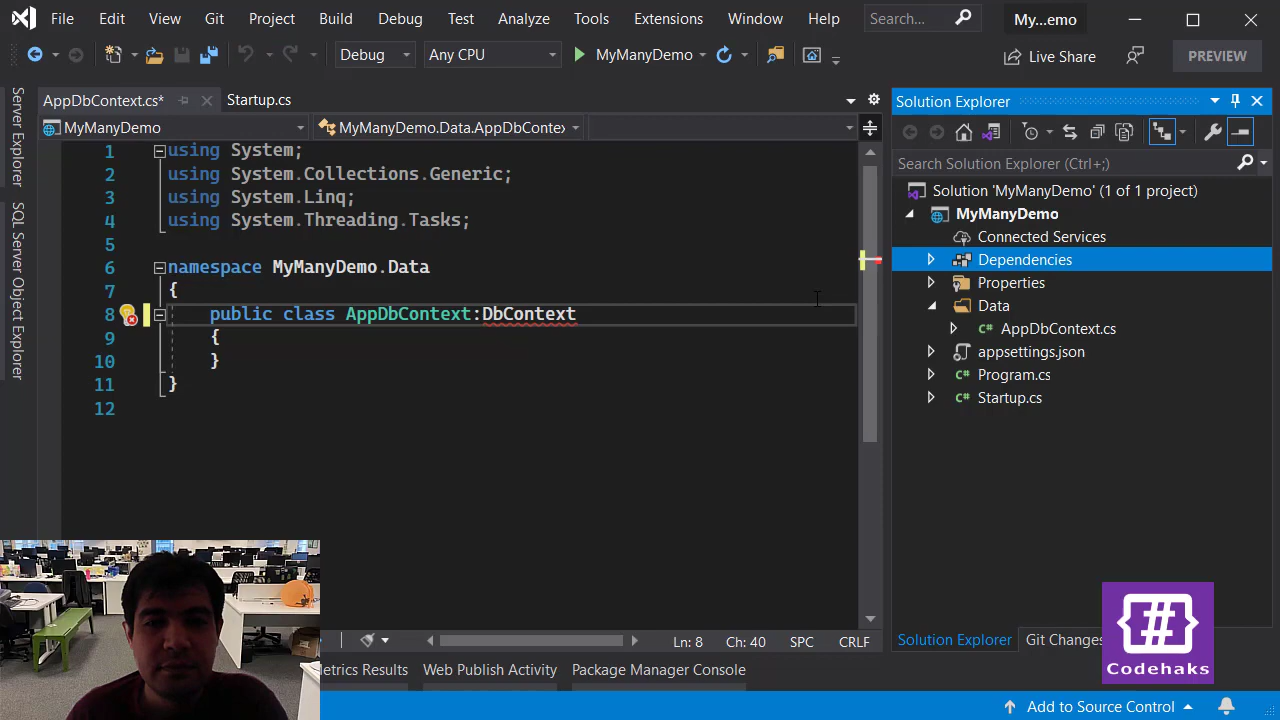 File Edit View Git Project Build Debug Test Analyze Tools Extensions Window Help Search... My...emo
Debug Any CPU MyManyDemo Live Share PREVIEW
AppDbContext.cs* Startup.cs
MyManyDemo MyManyDemo.Data.AppDbContex
Server Explorer
SQL Server Object Explorer
1 using System;
2 using System.Collections.Generic;
3 using System.Linq;
4 using System.Threading.Tasks;
5
6 namespace MyManyDemo.Data
7 {
8 public class AppDbContext:DbContext
9 {
10 }
11 }
12
Ln: 8 Ch: 40 SPC CRLF
Solution Explorer
Search Solution Explorer (Ctrl+;)
Solution 'MyManyDemo' (1 of 1 project)
MyManyDemo
Connected Services
Dependencies
Properties
Data
C# AppDbContext.cs
appsettings.json
C# Program.cs
C# Startup.cs
Solution Explorer Git Changes
#
Codehaks
etrics Results Web Publish Activity Package Manager Console
Add to Source Control